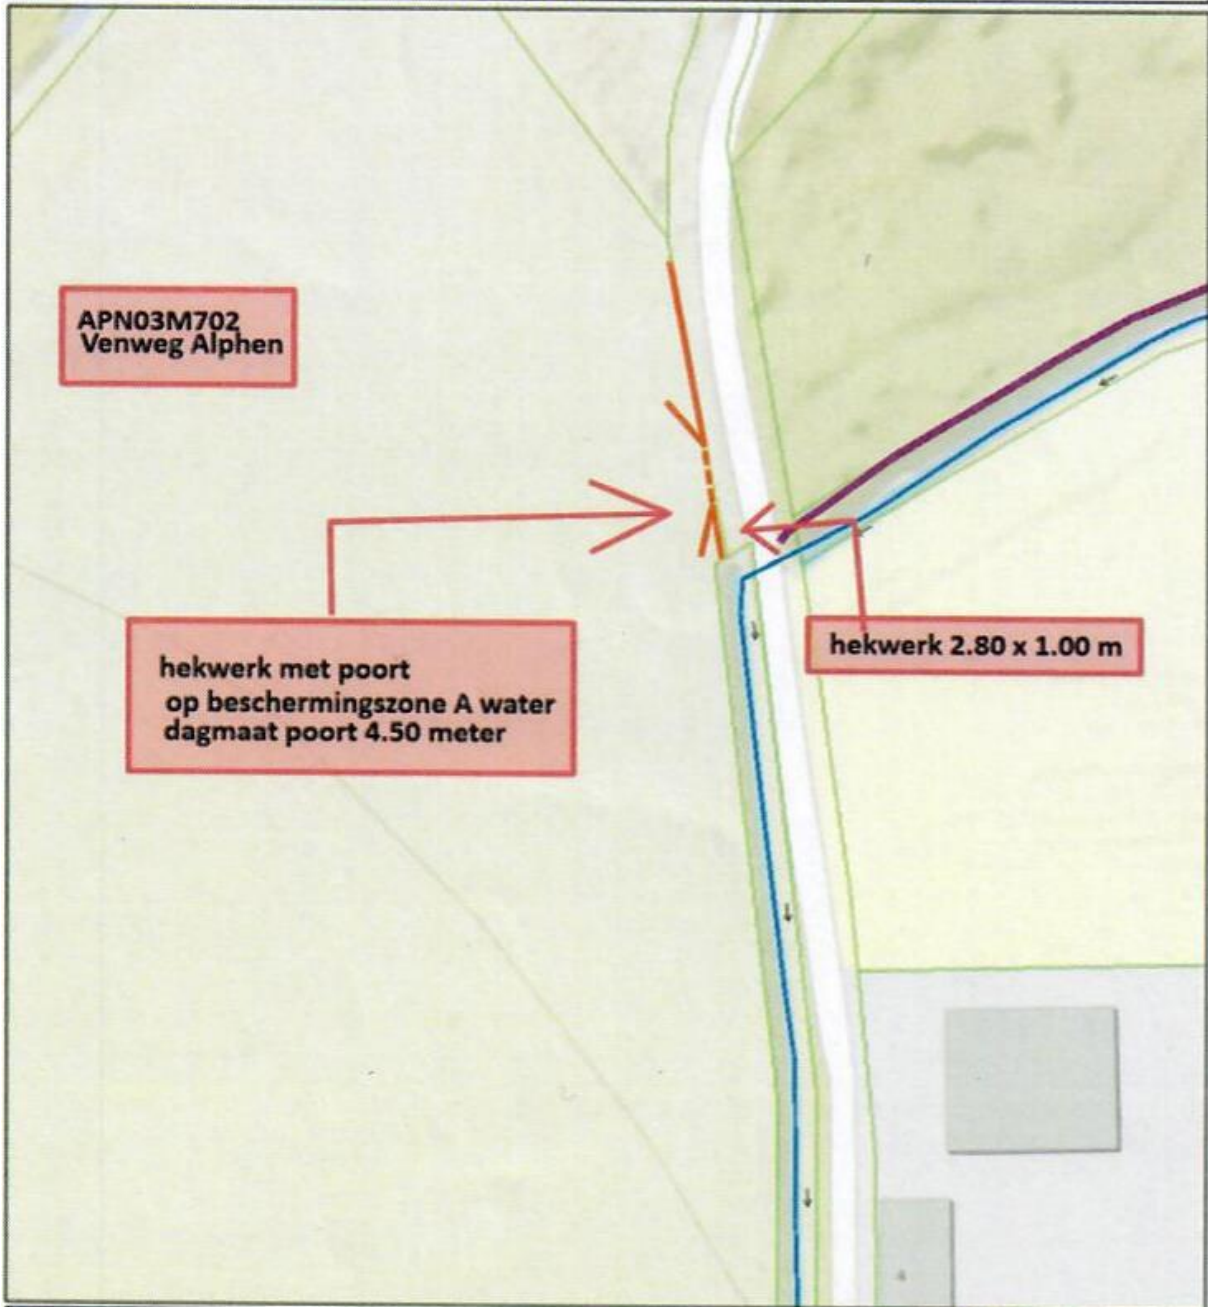 APN03M702
Venweg Alphen
hekwerk met poort
op beschermingszone A water
dagmaat poort 4.50 meter
hekwerk 2.80 x 1.00 m